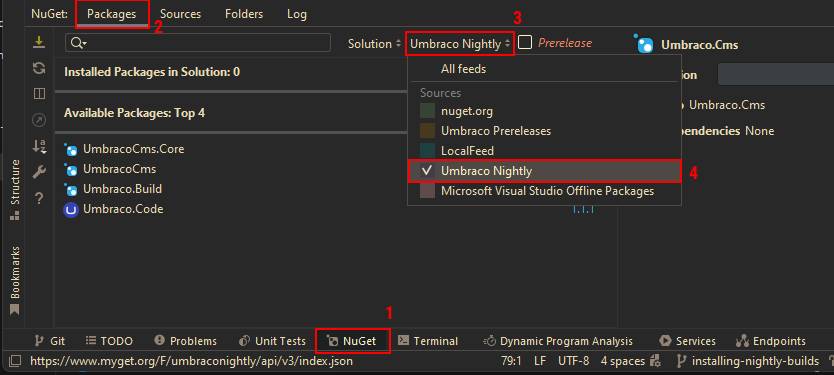 NuGet: Packages Sources Folders Log
2
3
Solution Umbraco Nightly Prerelease
Umbraco.Cms
All feeds
Sources
nuget.org
Umbraco Prereleases
LocalFeed
Umbraco Nightly
4
Microsoft Visual Studio Offline Packages
Installed Packages in Solution: 0
Available Packages: Top 4
UmbracoCms.Core
UmbracoCms
Umbraco.Build
Umbraco.Code
1.1.1
Umbraco.Cms
None
Structure
Bookmarks
1
Git TODO Problems Unit Tests NuGet Terminal Dynamic Program Analysis Services Endpoints
https://www.myget.org/F/umbraconightly/api/v3/index.json 79:1 LF UTF-8 4 spaces installing-nightly-builds